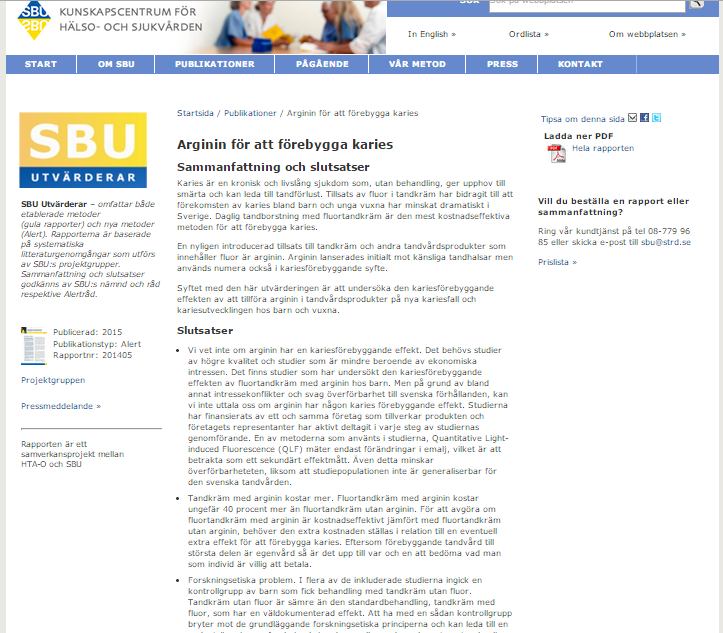 SBU
KUNSKAPSCENTRUM FÖR
HÄLSO- OCH SJUKVÅRDEN
Sök
Sök på webbplatsen
In English »
Ordlista »
Om webbplatsen »
START
OM SBU
PUBLIKATIONER
PÅGÅENDE
VÅR METOD
PRESS
KONTAKT
SBU
UTVÄRDERAR
SBU Utvärderar – omfattar både
etablerade metoder
(gula rapporter) och nya metoder
(Alert). Rapporterna är baserade
på systematiska
litteraturgenomgångar som utförs
av SBU:s projektgrupper.
Sammanfattning och slutsatser
godkänns av SBU:s nämnd och råd
respektive Alertråd.
Publicerad: 2015
Publikationstyp: Alert
Rapportnr: 201405
Projektgruppen
Pressmeddelande »
Rapporten är ett
samverkansprojekt mellan
HTA-O och SBU
Startsida / Publikationer / Arginin för att förebygga karies
Arginin för att förebygga karies
Sammanfattning och slutsatser
Karies är en kronisk och livslång sjukdom som, utan behandling, ger upphov till
smärta och kan leda till tandförlust. Tillsats av fluor i tandkräm har bidragit till att
förekomsten av karies bland barn och unga vuxna har minskat dramatiskt i
Sverige. Daglig tandborstning med fluortandkräm är den mest kostnadseffektiva
metoden för att förebygga karies.
En nyligen introducerad tillsats till tandkräm och andra tandvårdsprodukter som
innehåller fluor är arginin. Arginin lanserades initialt mot känsliga tandhalsar men
används numera också i kariesförebyggande syfte.
Syftet med den här utvärderingen är att undersöka den kariesförebyggande
effekten av att tillföra arginin i tandvårdsprodukter på nya kariesfall och
kariesutvecklingen hos barn och vuxna.
Slutsatser
Vi vet inte om arginin har en kariesförebyggande effekt. Det behövs studier
av högre kvalitet och studier som är mindre beroende av ekonomiska
intressen. Det finns studier som har undersökt den kariesförebyggande
effekten av fluortandkräm med arginin hos barn. Men på grund av bland
annat intressekonflikter och svag överförbarhet till svenska förhållanden, kan
vi inte uttala oss om arginin har någon karies förebyggande effekt. Studierna
har finansierats av ett och samma företag som tillverkar produkten och
företagets representanter har aktivt deltagit i varje steg av studiernas
genomförande. En av metoderna som använts i studierna, Quantitative Light-
induced Fluorescence (QLF) mäter endast förändringar i emalj, vilket är att
betrakta som ett sekundärt effektmått. Även detta minskar
överförbarheteten, liksom att studiepopulationen inte är generaliserbar för
den svenska tandvården.
Tandkräm med arginin kostar mer. Fluortandkräm med arginin kostar
ungefär 40 procent mer än fluortandkräm utan arginin. För att avgöra om
fluortandkräm med arginin är kostnadseffektivt jämfört med fluortandkräm
utan arginin, behöver den extra kostnaden ställas i relation till en eventuell
extra effekt för att förebygga karies. Eftersom förebyggande tandvård till
största delen är egenvård så är det upp till var och en att bedöma vad man
som individ är villig att betala.
Forskningsetiska problem. I flera av de inkluderade studierna ingick en
kontrollgrupp av barn som fick behandling med tandkräm utan fluor.
Tandkräm utan fluor är sämre än standardbehandling, tandkräm med
fluor, som har en väldokumenterad effekt. Att ha med en sådan kontrollgrupp
bryter mot de grundläggande forskningsetiska principerna och kan leda till en
Tipsa om denna sida
Ladda ner PDF
Hela rapporten
Vill du beställa en rapport eller
sammanfattning?
Ring vår kundtjänst på tel 08-779 96
85 eller skicka e-post till sbu@strd.se
Prislista »